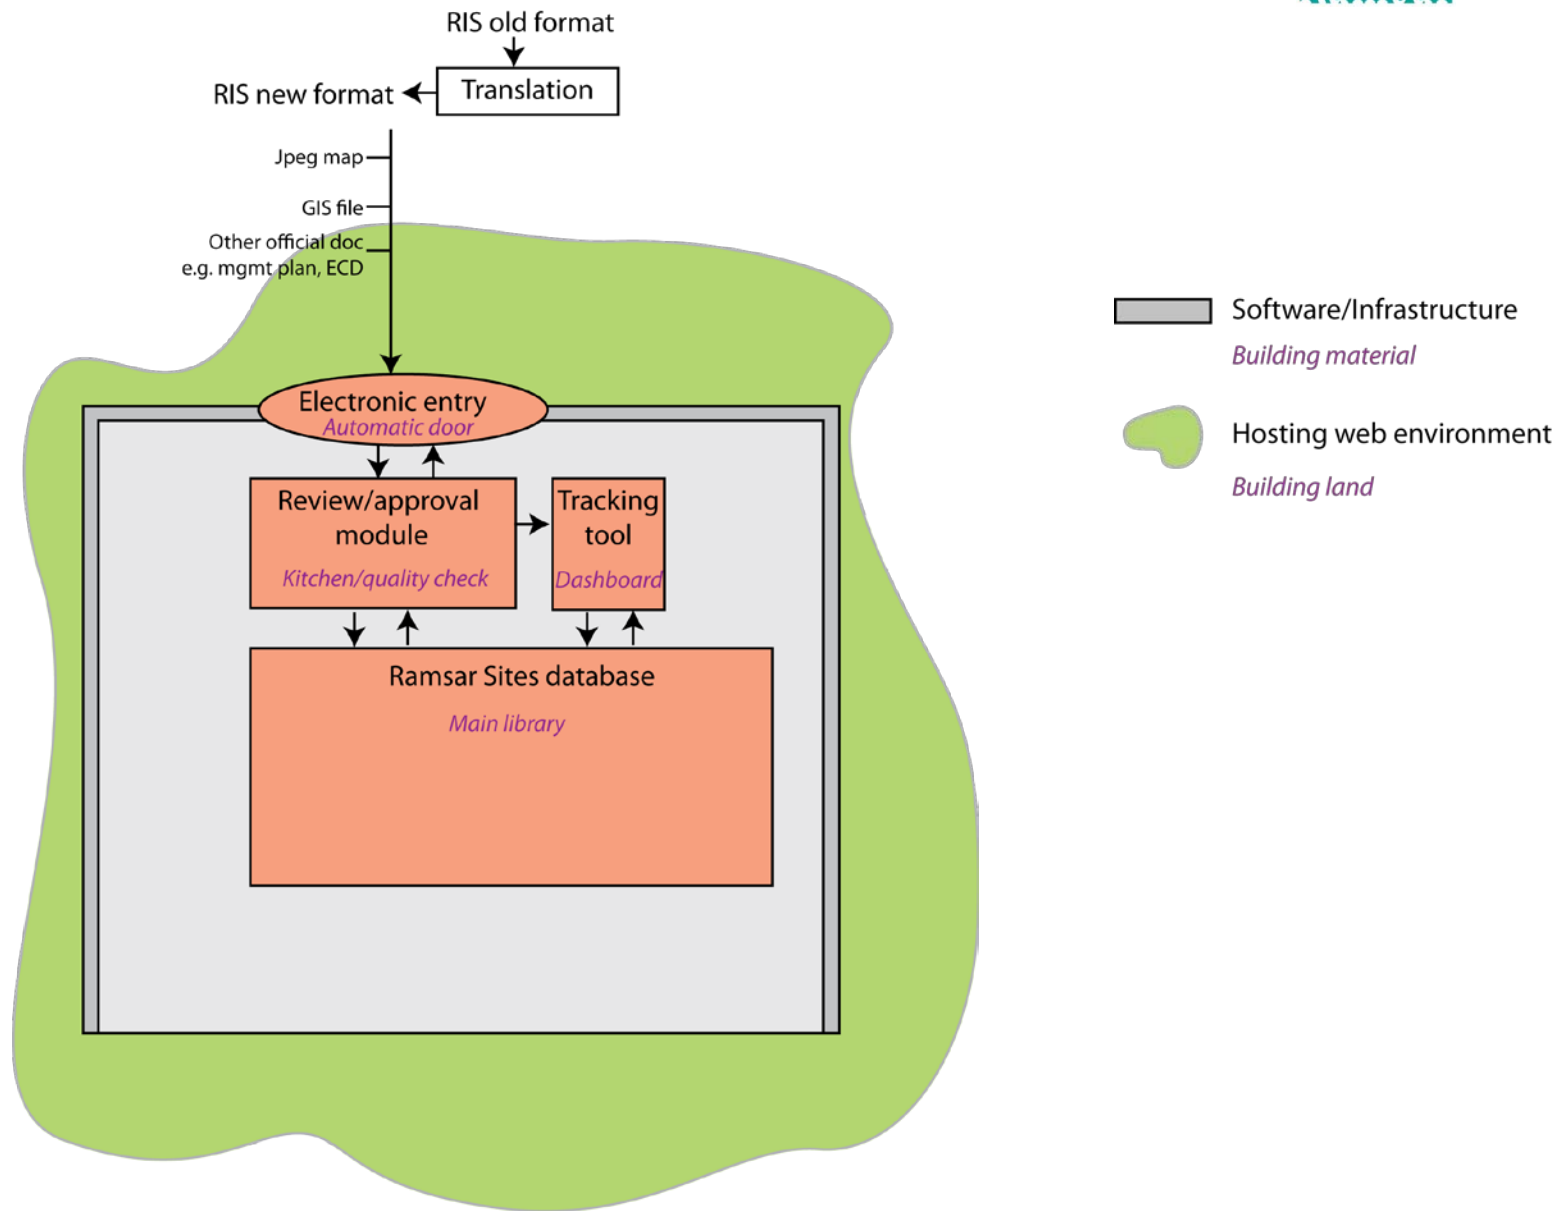 RIS old format
Translation
RIS new format
Jpeg map
GIS file
Other official doc
e.g. mgmt plan, ECD
Electronic entry
Automatic door
Review/approval
module
Kitchen/quality check
Tracking
tool
Dashboard
Ramsar Sites database
Main library
Software/Infrastructure
Building material
Hosting web environment
Building land